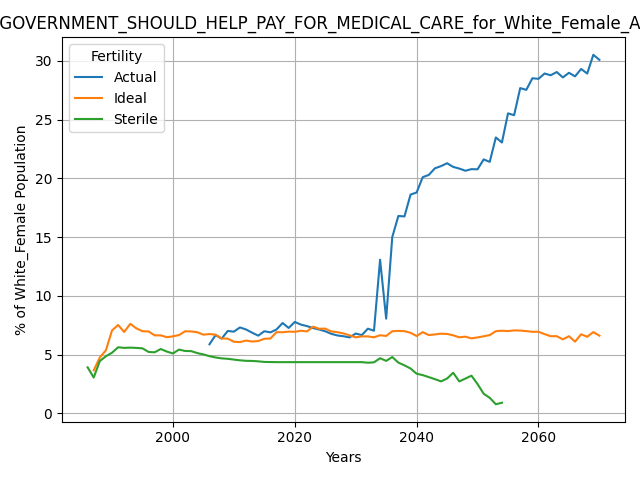 GOVERNMENT_SHOULD_HELP_PAY_FOR_MEDICAL_CARE_for_White_Female_A
Fertility
Actual
Ideal
Sterile
% of White_Female Population
30
25
20
15
10
5
0
2000 2020 2040 2060
Years